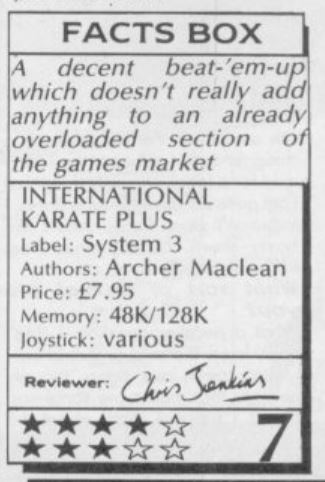 FACTS BOX
A decent beat-'em-up
which doesn't really add
anything to an already
overloaded section of
the games market
INTERNATIONAL
KARATE PLUS
Label: System 3
Authors: Archer Maclean
Price: £7.95
Memory: 48K/128K
Joystick: various
Reviewer: Chris Jenkins
7